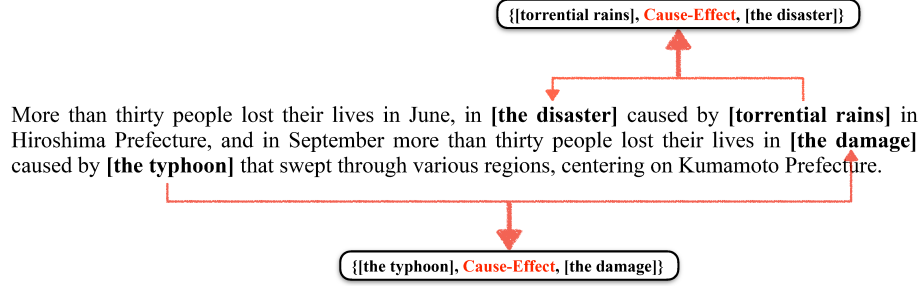 {[torrential rains], Cause-Effect, [the disaster]}
More than thirty people lost their lives in June, in [the disaster] caused by [torrential rains] in
Hiroshima Prefecture, and in September more than thirty people lost their lives in [the damage]
caused by [the typhoon] that swept through various regions, centering on Kumamoto Prefecture.
{[the typhoon], Cause-Effect, [the damage]}